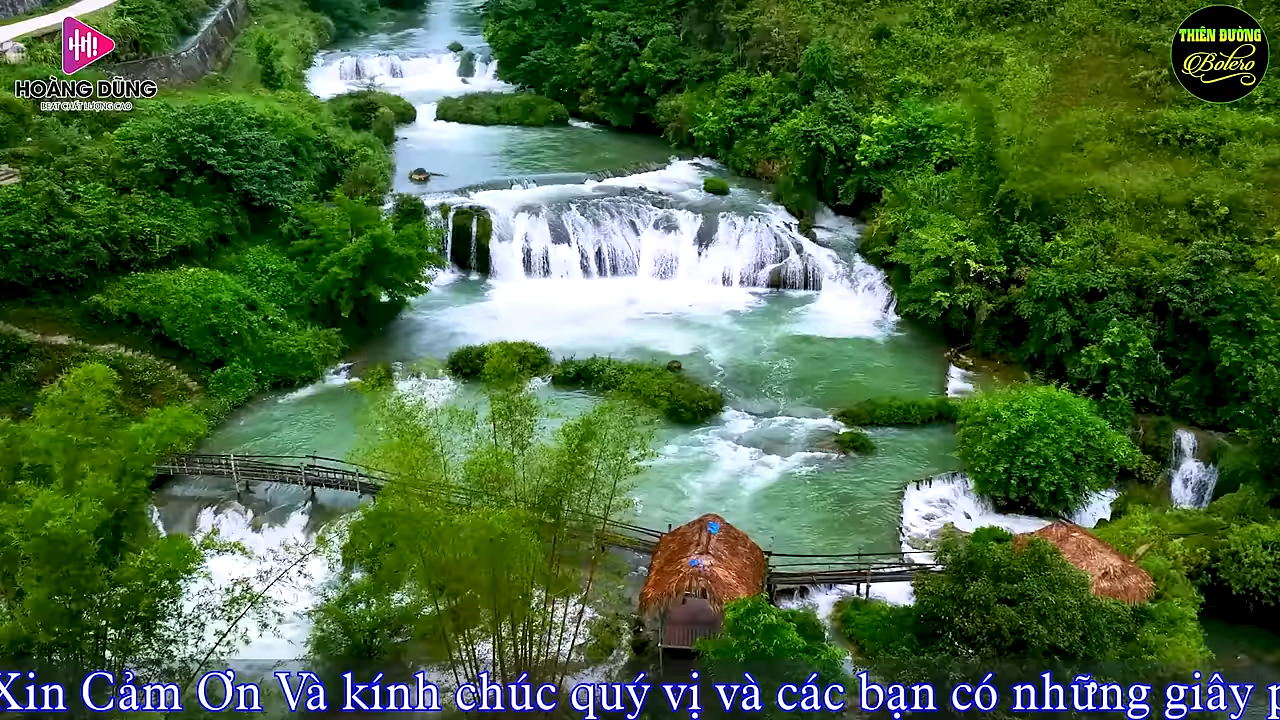 HOÀNG DŨNG
BEAT CHẤT LƯỢNG CAO
THIÊN ĐƯỜNG
Bolero
Xin Cảm Ơn Và kính chúc quý vị và các bạn có những giây